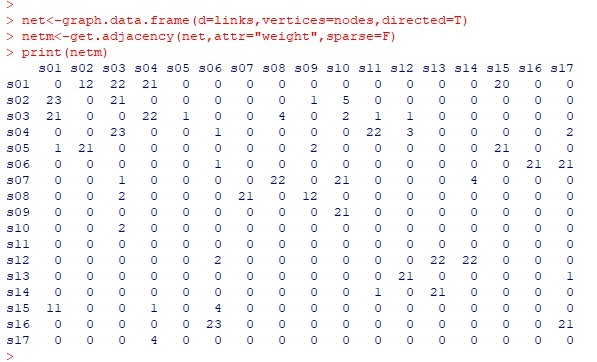 >
> net<-graph.data.frame(d=links,vertices=nodes,directed=T)
> netm<-get.adjacency(net,attr="weight",sparse=F)
> print(netm)
    s01 s02 s03 s04 s05 s06 s07 s08 s09 s10 s11 s12 s13 s14 s15 s16 s17
s01   0  12  22  21   0   0   0   0   0   0   0   0   0   0  20   0   0
s02  23   0  21   0   0   0   0   0   1   5   0   0   0   0   0   0   0
s03  21   0   0  22   1   0   0   4   0   2   1   1   0   0   0   0   0
s04   0   0  23   0   0   1   0   0   0   0  22   3   0   0   0   0   2
s05   1  21   0   0   0   0   0   0   2   0   0   0   0   0  21   0   0
s06   0   0   0   0   0   1   0   0   0   0   0   0   0   0   0  21  21
s07   0   0   1   0   0   0   0  22   0  21   0   0   0   4   0   0   0
s08   0   0   2   0   0   0  21   0  12   0   0   0   0   0   0   0   0
s09   0   0   0   0   0   0   0   0   0  21   0   0   0   0   0   0   0
s10   0   0   2   0   0   0   0   0   0   0   0   0   0   0   0   0   0
s11   0   0   0   0   0   0   0   0   0   0   0   0   0   0   0   0   0
s12   0   0   0   0   0   2   0   0   0   0   0   0  22  22   0   0   0
s13   0   0   0   0   0   0   0   0   0   0   0  21   0   0   0   0   1
s14   0   0   0   0   0   0   0   0   0   0   1   0  21   0   0   0   0
s15  11   0   0   1   0   4   0   0   0   0   0   0   0   0   0   0   0
s16   0   0   0   0   0  23   0   0   0   0   0   0   0   0   0   0  21
s17   0   0   0   4   0   0   0   0   0   0   0   0   0   0   0   0   0
>